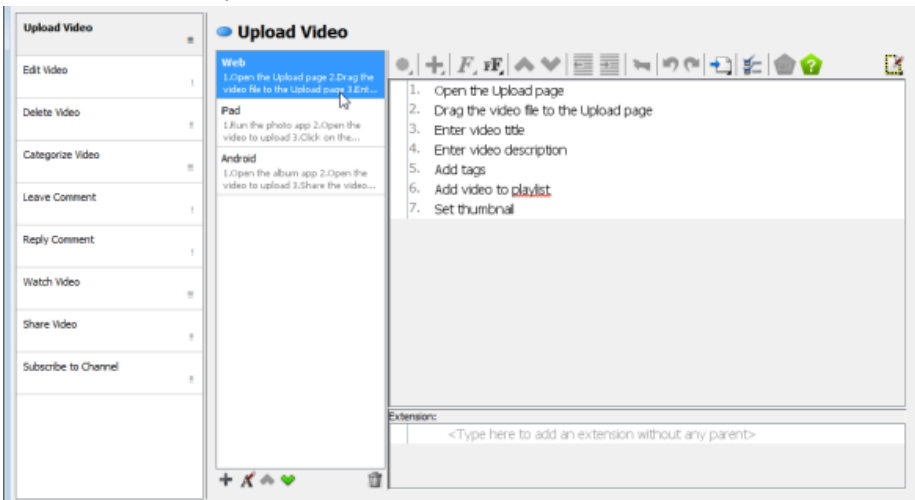 Upload Video
Edit Video
Delete Video
Categorize Video
Leave Comment
Reply Comment
Watch Video
Share Video
Subscribe to Channel
Upload Video
Web
1.Open the Upload page 2.Drag the
video file to the Upload page 3.Ent...
iPad
1.Run the photo app 2.Open the
video to upload 3.Click on the...
Android
1.Open the album app 2.Open the
video to upload 3.Share the video...
1. Open the Upload page
2. Drag the video file to the Upload page
3. Enter video title
4. Enter video description
5. Add tags
6. Add video to playlist
7. Set thumbnail
Extension:
<Type here to add an extension without any parent>